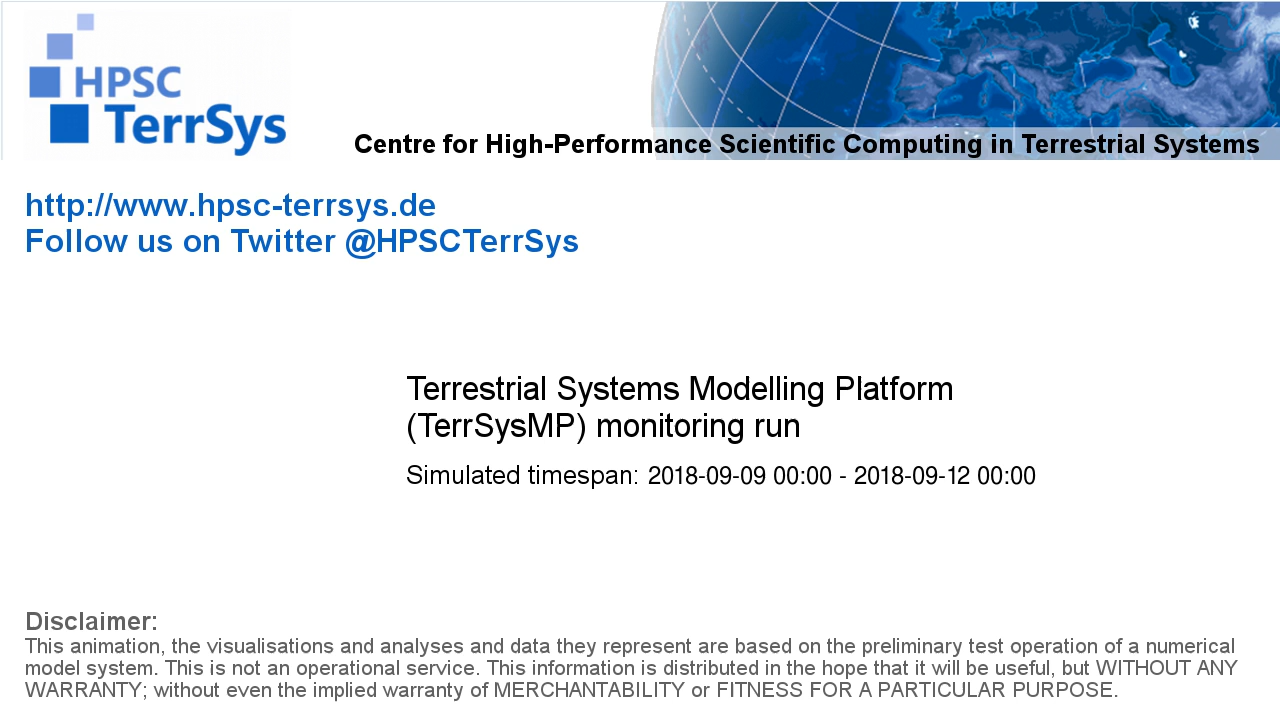 HPSC
TerrSys
Centre for High-Performance Scientific Computing in Terrestrial Systems
http://www.hpsc-terrsys.de
Follow us on Twitter @HPSCTerrSys
Terrestrial Systems Modelling Platform
(TerrSysMP) monitoring run
Simulated timespan: 2018-09-09 00:00 - 2018-09-12 00:00
Disclaimer:
This animation, the visualisations and analyses and data they represent are based on the preliminary test operation of a numerical
model system. This is not an operational service. This information is distributed in the hope that it will be useful, but WITHOUT ANY
WARRANTY; without even the implied warranty of MERCHANTABILITY or FITNESS FOR A PARTICULAR PURPOSE.